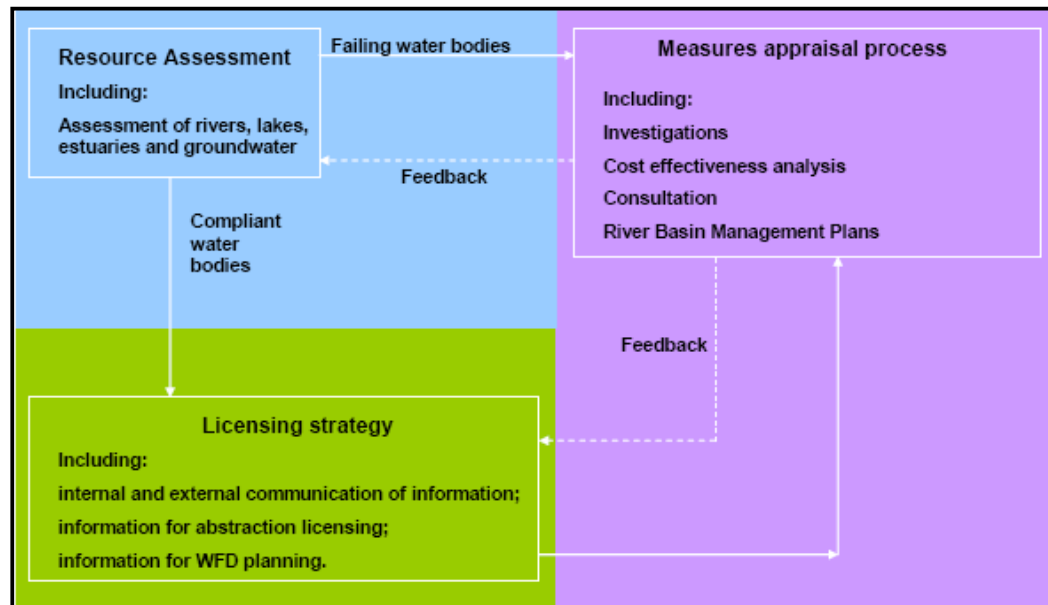 Resource Assessment
Including:
Assessment of rivers, lakes,
estuaries and groundwater
Failing water bodies
Measures appraisal process
Including:
Investigations
Cost effectiveness analysis
Consultation
River Basin Management Plans
Feedback
Compliant
water
bodies
Feedback
Licensing strategy
Including:
internal and external communication of information;
information for abstraction licensing;
information for WFD planning.